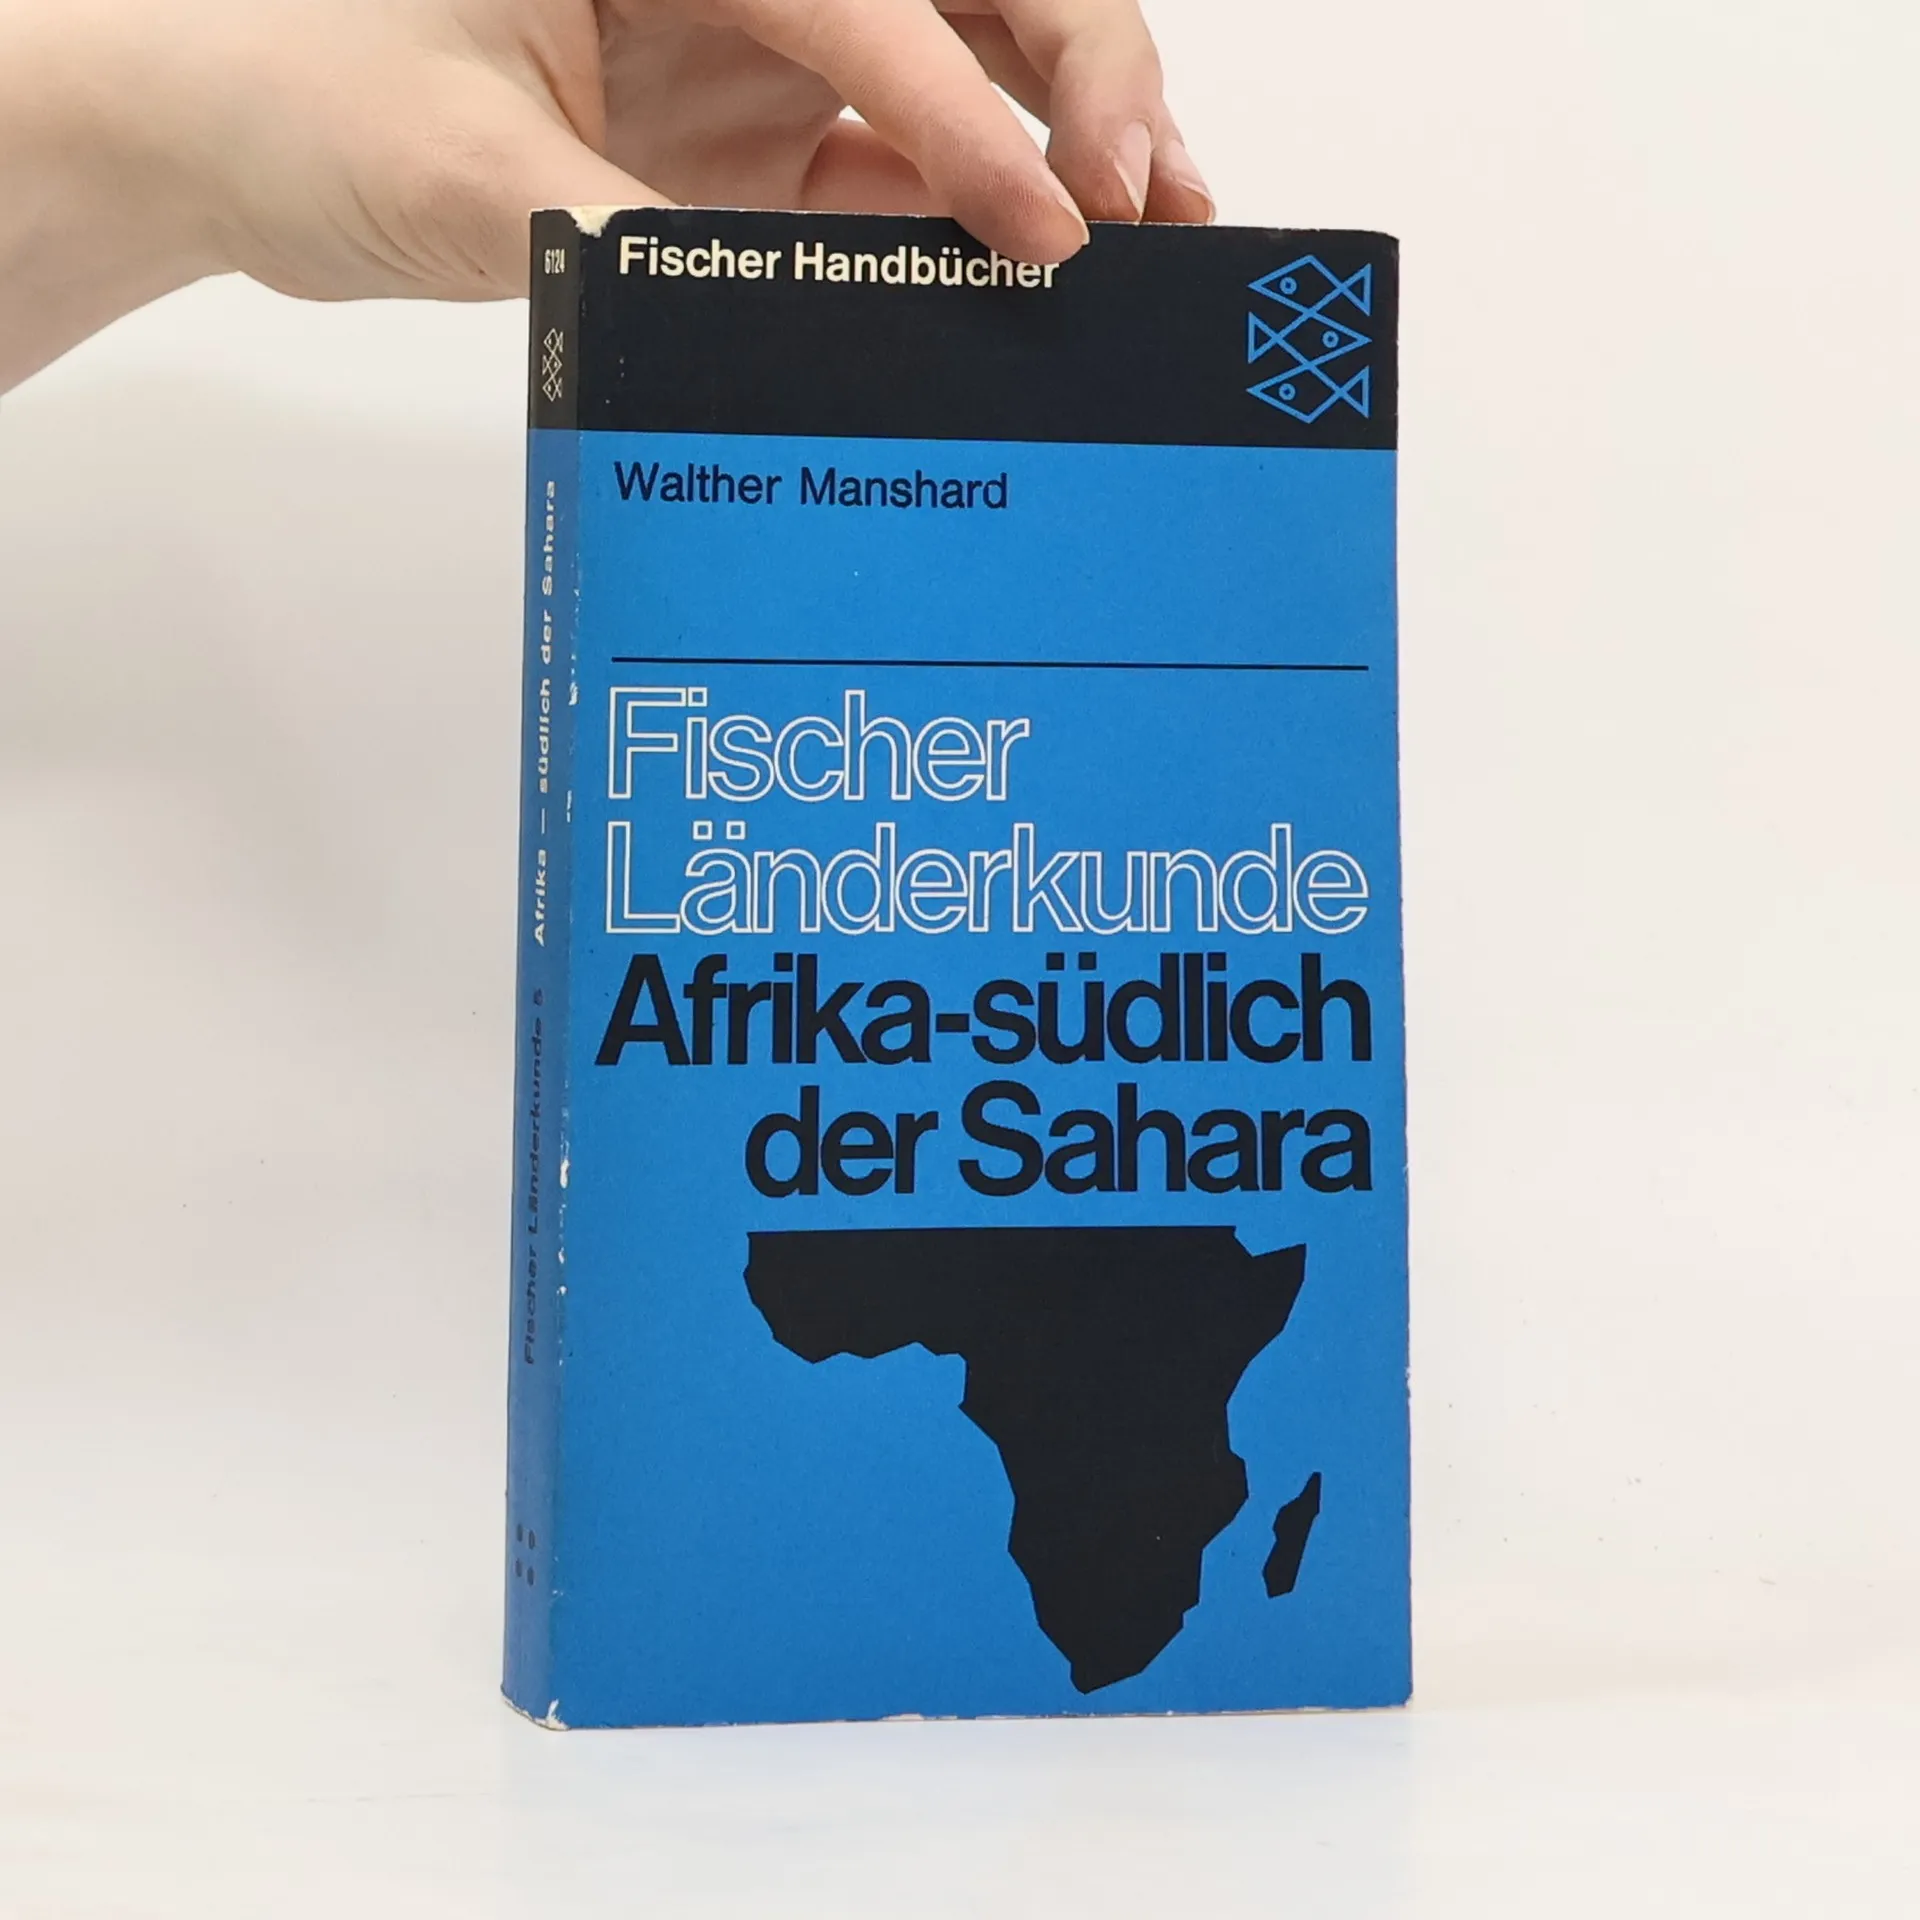 Fischer Handbücher
Walther Manshard
Fischer
Länderkunde
Afrika-südlich
der Sahara
6124
Afrika — südlich der Sahara
Fischer Länderkunde 5